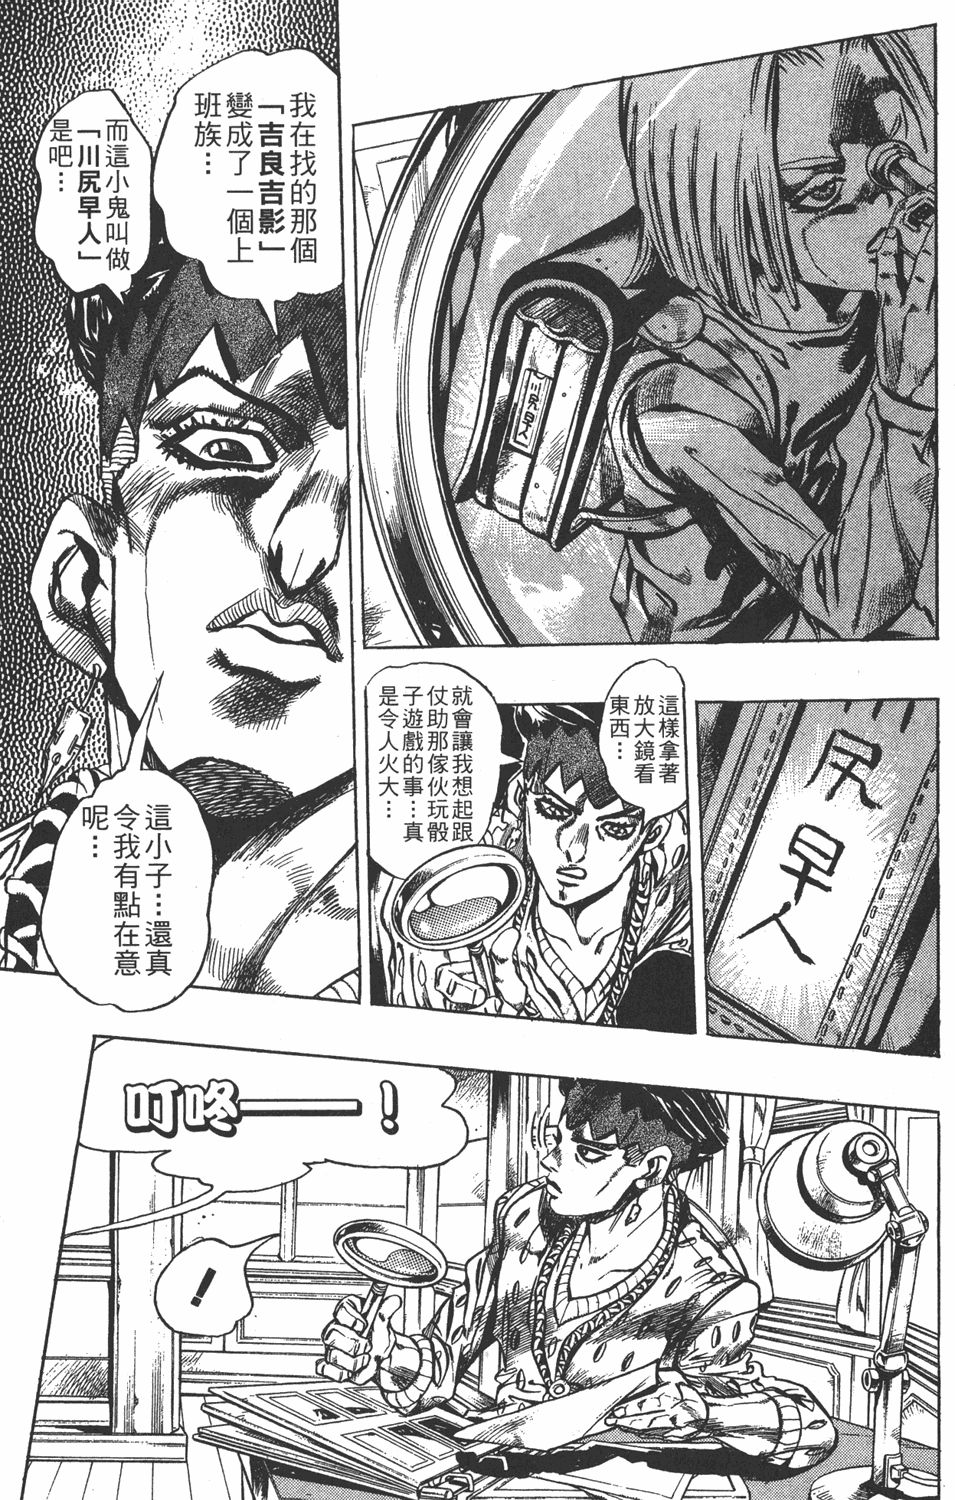 川尻早人
我在找的那個
「吉良吉影」
變成了一個上
班族…
而這小鬼叫做
「川尻早人」
是吧…
這小子…還真
令我有點在意
呢…
尻早人
這樣拿著
放大鏡看
東西…
就會讓我想起跟
仗助那傢伙玩骰
子遊戲的事…真
是令人火大…
叮咚——！
！